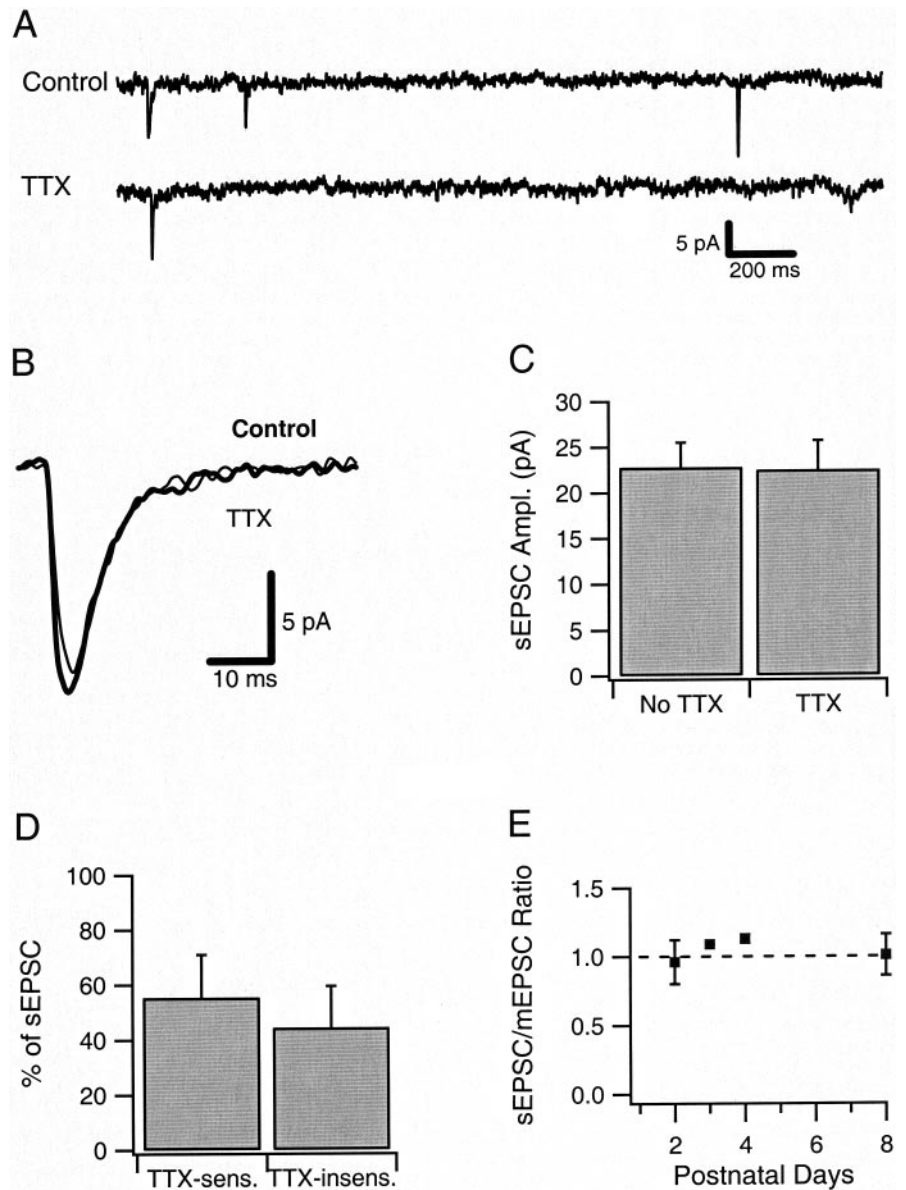 A
Control
TTX
5 pA
200 ms
B
Control
TTX
5 pA
10 ms
C
sEPSC Ampl. (pA)
30
25
20
15
10
5
0
No TTX
TTX
D
% of sEPSC
100
80
60
40
20
0
TTX-sens.
TTX-insens.
E
sEPSC/mEPSC Ratio
1.5
1.0
0.5
0.0
2
4
6
8
Postnatal Days